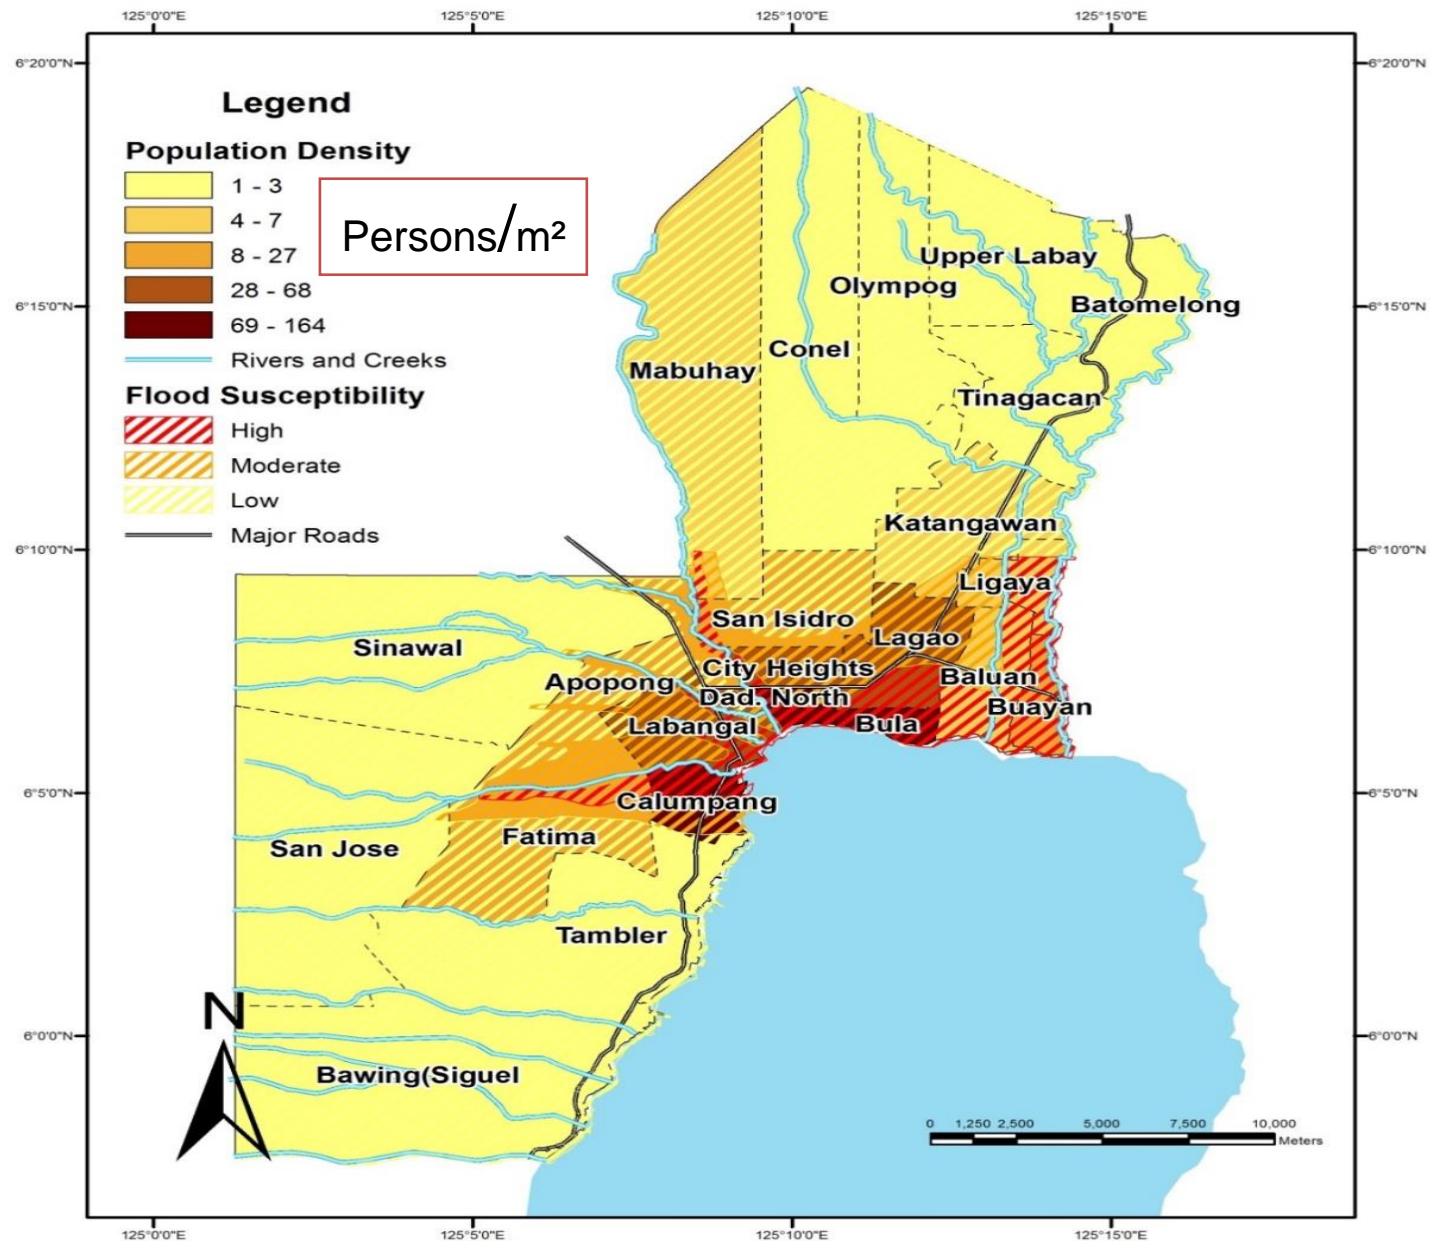 125°0'0"E
125°5'0"E
125°10'0"E
125°15'0"E
6°20'0"N
6°20'0"N
Legend
Population Density
1 - 3
4 - 7
8 - 27
28 - 68
69 - 164
Persons/m²
Rivers and Creeks
Flood Susceptibility
High
Moderate
Low
Major Roads
Upper Labay
Olympog
6°15'0"N
Batomelong
6°15'0"N
Conel
Mabuhay
Tinagacan
Katangawan
6°10'0"N
6°10'0"N
Ligaya
San Isidro
Lagao
Sinawal
City Heights
Baluan
Apopong
Dad. North
Buayan
Labangal
Bula
6°5'0"N
Calumpang
6°5'0"N
Fatima
San Jose
Tambler
N
6°0'0"N
6°0'0"N
Bawing(Siguel
0 1,250 2,500 5,000 7,500 10,000
Meters
125°0'0"E
125°5'0"E
125°10'0"E
125°15'0"E